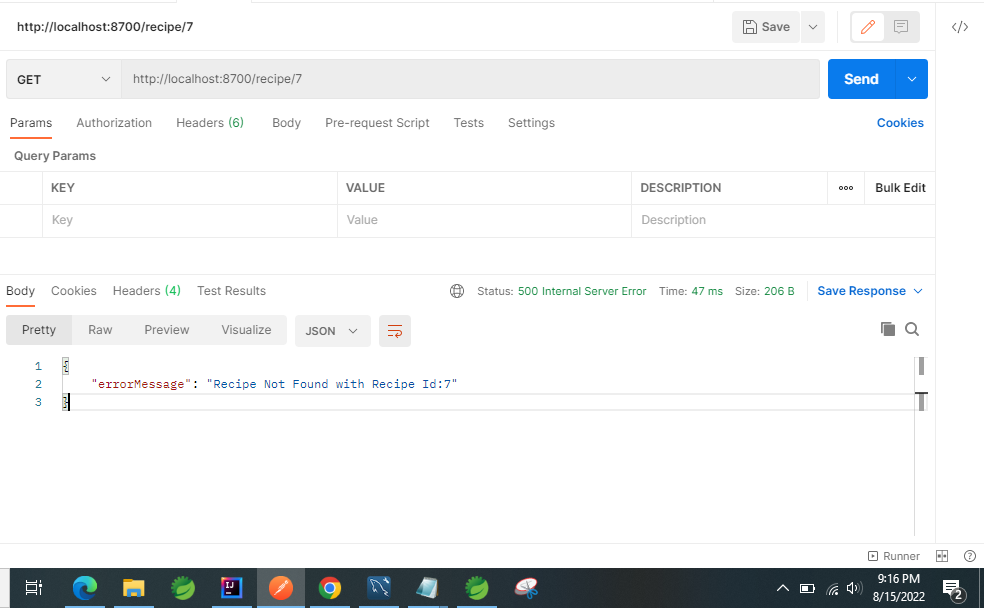 http://localhost:8700/recipe/7
Save
GET http://localhost:8700/recipe/7 Send
Params Authorization Headers (6) Body Pre-request Script Tests Settings Cookies
Query Params
KEY VALUE DESCRIPTION Bulk Edit
Key Value Description
Body Cookies Headers (4) Test Results Status: 500 Internal Server Error Time: 47 ms Size: 206 B Save Response
Pretty Raw Preview Visualize JSON
1 {
2 "errorMessage": "Recipe Not Found with Recipe Id:7"
3 }
Runner
9:16 PM
8/15/2022
2